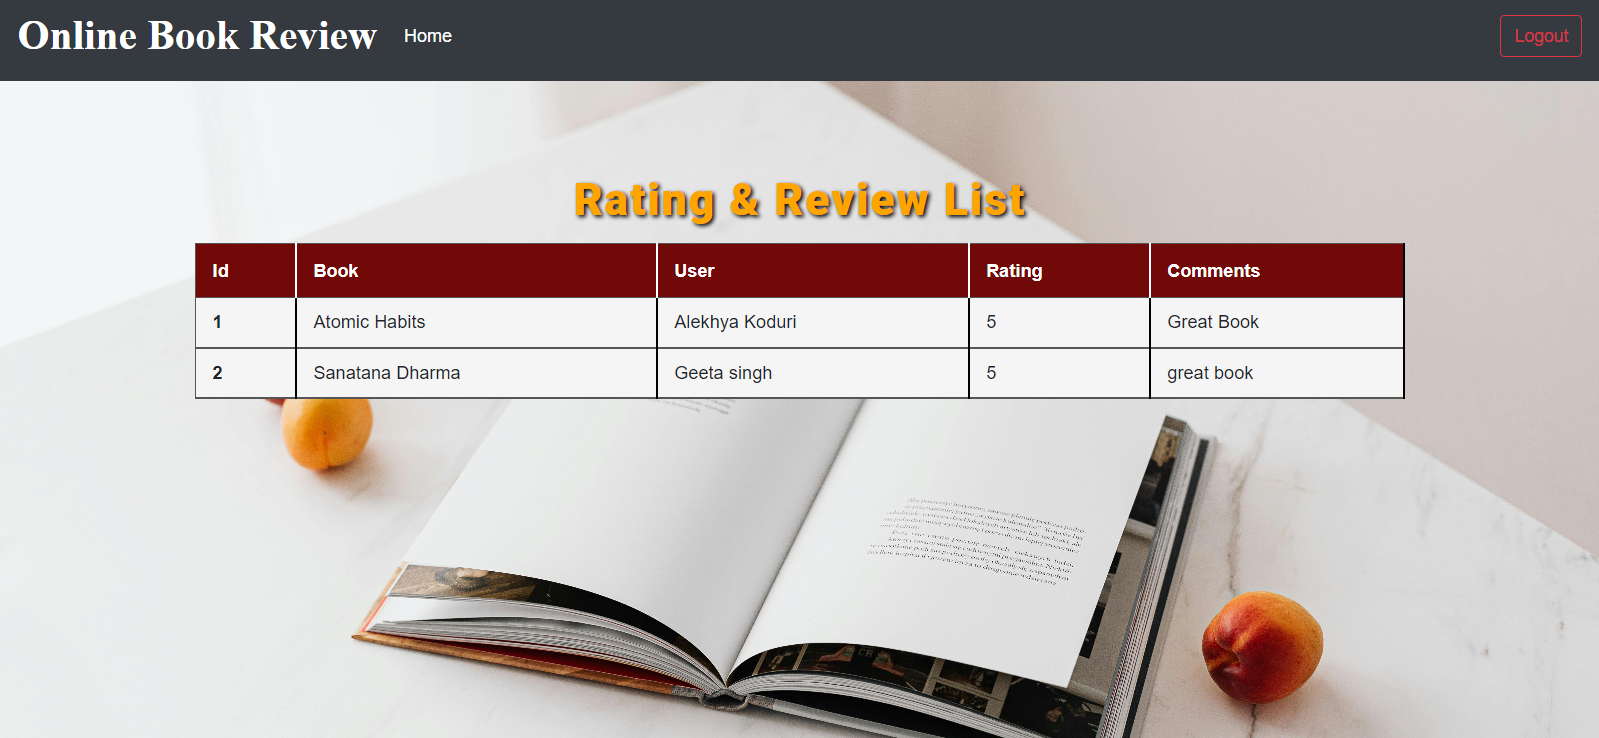 Online Book Review Home Logout
Rating & Review List
Id Book User Rating Comments
1 Atomic Habits Alekhya Koduri 5 Great Book
2 Sanatana Dharma Geeta singh 5 great book